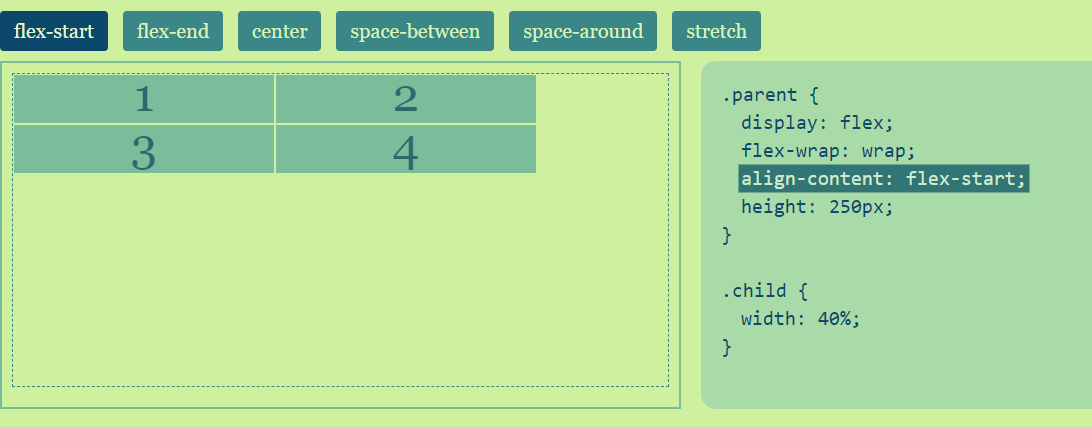 flex-start flex-end center space-between space-around stretch
1 2
3 4
.parent {
  display: flex;
  flex-wrap: wrap;
  align-content: flex-start;
  height: 250px;
}

.child {
  width: 40%;
}